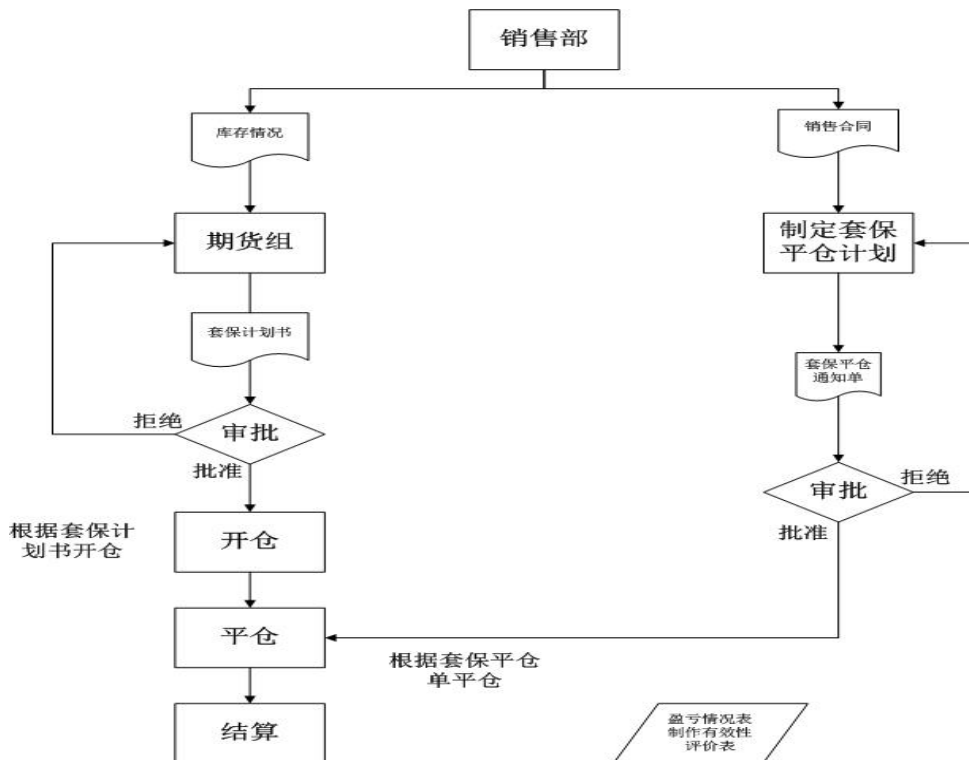 销售部
库存情况
销售合同
期货组
制定套保
平仓计划
套保计划书
套保平仓
通知单
拒绝
审批
批准
审批
拒绝
批准
根据套保计
划书开仓
开仓
平仓
根据套保平仓
单平仓
结算
盈亏情况表
制作有效性
评价表